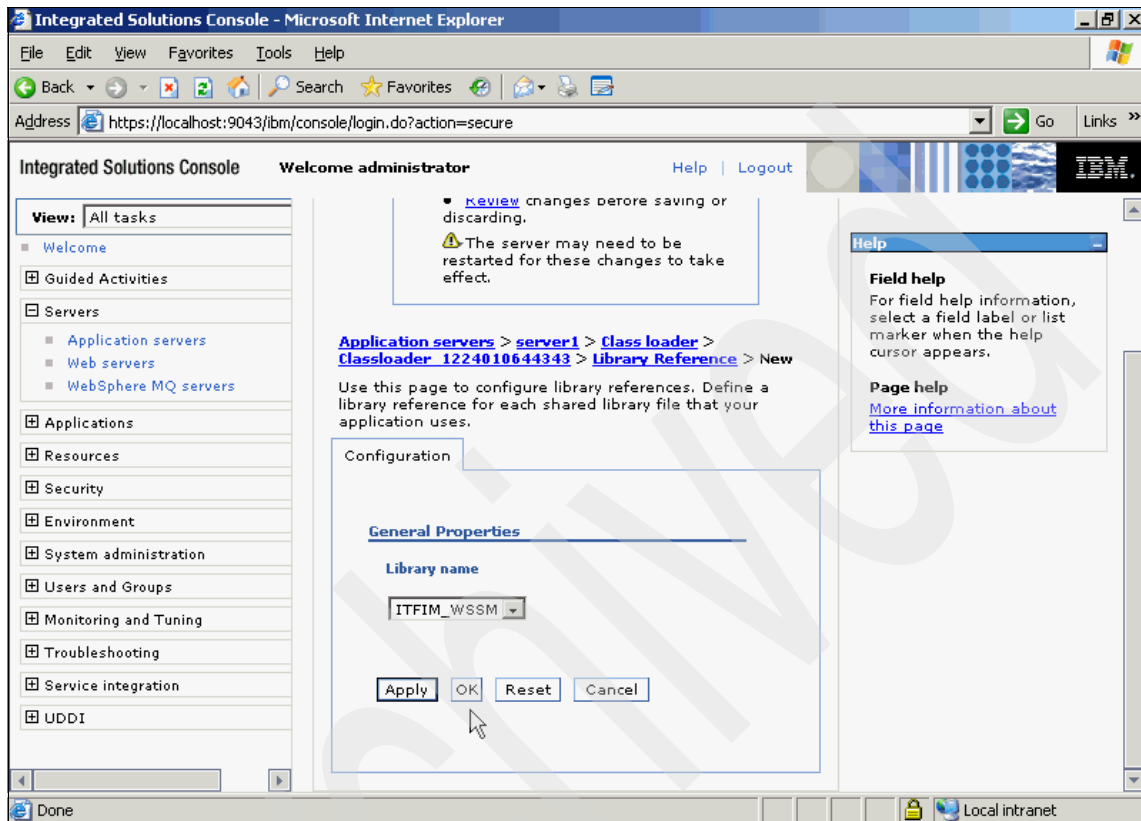 Integrated Solutions Console - Microsoft Internet Explorer
File Edit View Favorites Tools Help
Back Search Favorites
Address https://localhost:9043/ibm/console/login.do?action=secure Go Links »
Integrated Solutions Console Welcome administrator Help | Logout IBM.
View: All tasks
Welcome
Guided Activities
Servers
Application servers
Web servers
WebSphere MQ servers
Applications
Resources
Security
Environment
System administration
Users and Groups
Monitoring and Tuning
Troubleshooting
Service integration
UDDI
Review changes before saving or
discarding.
The server may need to be
restarted for these changes to take
effect.
Application servers > server1 > Class loader >
Classloader_1224010644343 > Library Reference > New
Use this page to configure library references. Define a
library reference for each shared library file that your
application uses.
Configuration
General Properties
Library name
ITFIM_WSSM
Apply OK Reset Cancel
Help
Field help
For field help information,
select a field label or list
marker when the help
cursor appears.
Page help
More information about
this page
Done Local intranet